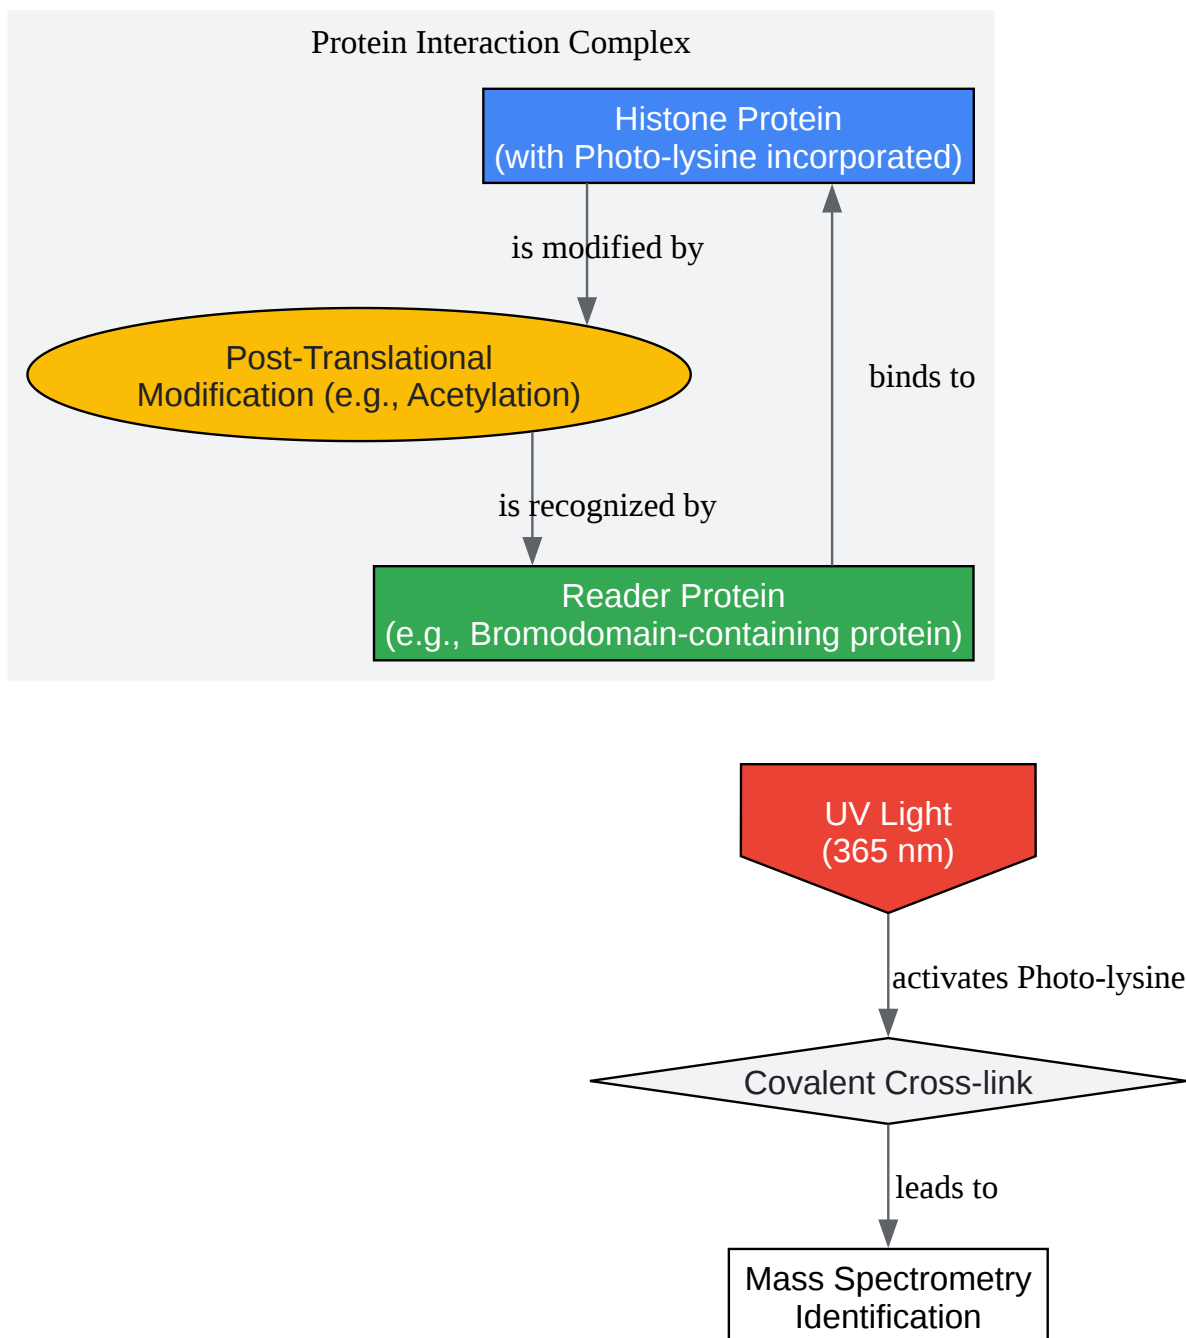 Protein Interaction Complex
Histone Protein
(with Photo-lysine incorporated)
is modified by
Post-Translational
Modification (e.g., Acetylation)
binds to
is recognized by
Reader Protein
(e.g., Bromodomain-containing protein)
UV Light
(365 nm)
activates Photo-lysine
Covalent Cross-link
leads to
Mass Spectrometry
Identification